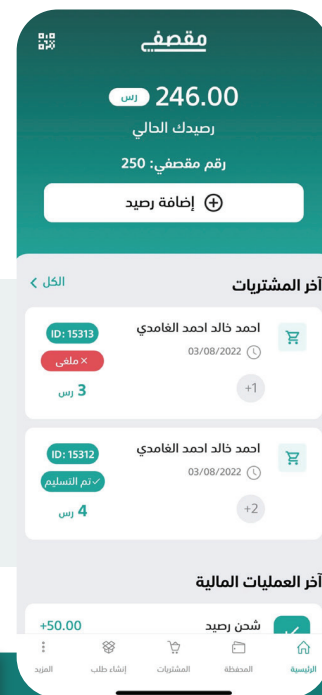 مقصفي
246.00 رس
رصيدك الحالي
رقم مقصفي: 250
إضافة رصيد
آخر المشتريات
الكل
احمد خالد احمد الغامدي
ID: 15313
03/08/2022
× ملغى
+1
3 رس
احمد خالد احمد الغامدي
ID: 15312
03/08/2022
تم التسليم
+2
4 رس
آخر العمليات المالية
شحن رصيد
+50.00
الرئيسية
المحفظة
المشتريات
إنشاء طلب
المزيد